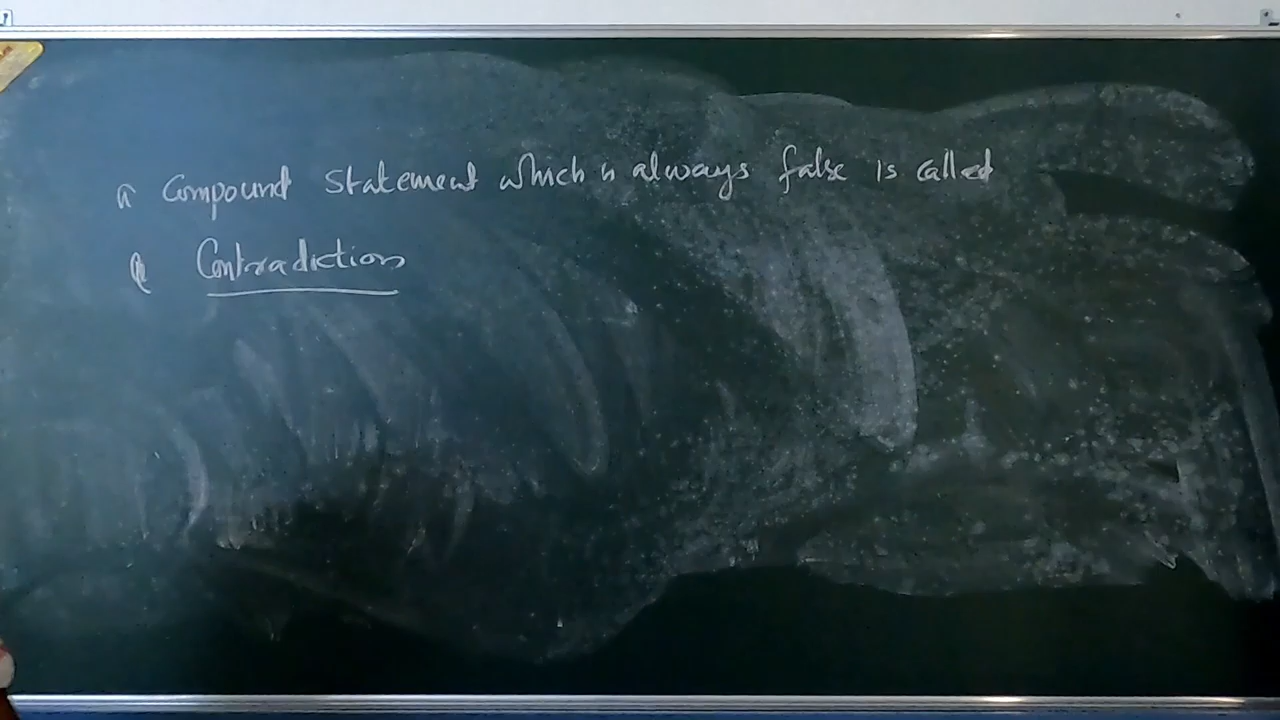 a compound statement which is always false is called
a Contradiction